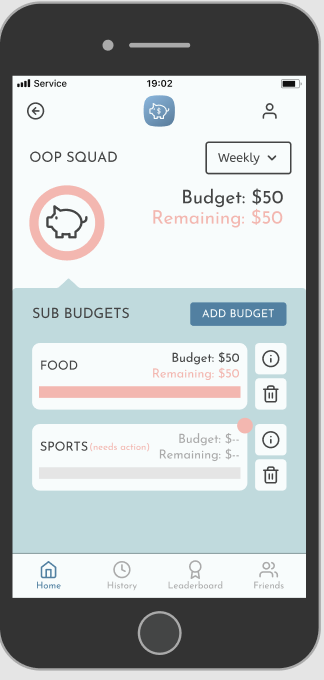 Service 19:02
OOP SQUAD
Weekly
$
Budget: $50
Remaining: $50
SUB BUDGETS
ADD BUDGET
FOOD
Budget: $50
Remaining: $50
SPORTS (needs action)
Budget: $--
Remaining: $--
Home History Leaderboard Friends